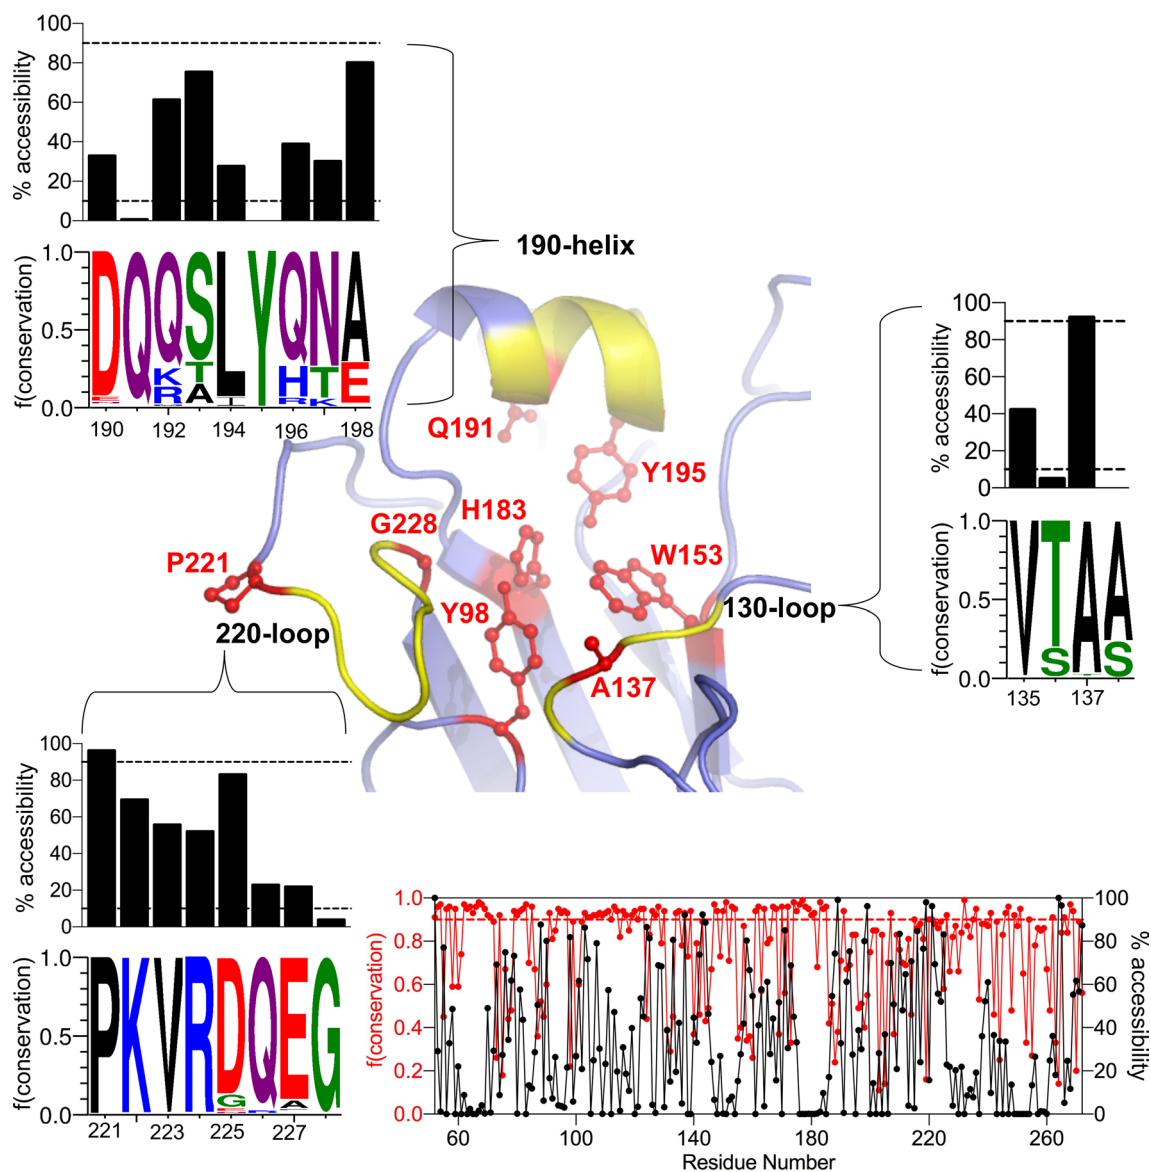 100
80
60
40
20
0
% accessibility
1.0
0.5
0.0
f(conservation)
DQQSLYQNA
KTHTE
RARK
190 192 194 196 198
190-helix
Q191
Y195
H183
G228
W153
P221
Y98
220-loop
130-loop
A137
100
80
60
40
20
0
% accessibility
1.0
0.5
0.0
f(conservation)
VTAA
SS
135 137
100
80
60
40
20
0
% accessibility
1.0
0.5
0.0
f(conservation)
PKVRDQEG
GA
221 223 225 227
1.0
0.8
0.6
0.4
0.2
0.0
f(conservation)
100
80
60
40
20
0
% accessibility
60 100 140 180 220 260
Residue Number